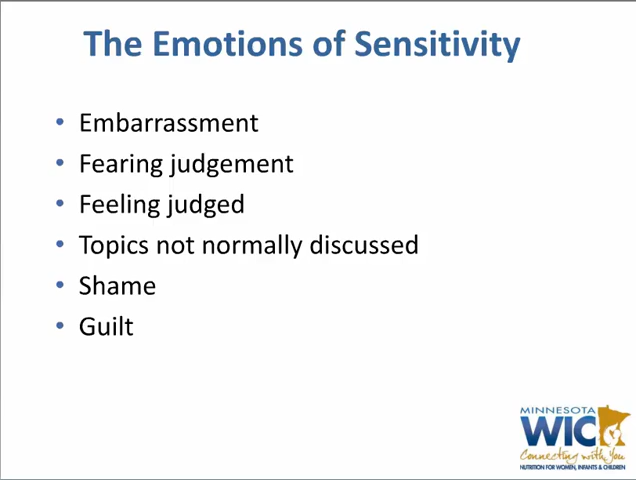 The Emotions of Sensitivity
• Embarrassment
• Fearing judgement
• Feeling judged
• Topics not normally discussed
• Shame
• Guilt
MINNESOTA
WIC
Connecting with You
NUTRITION FOR WOMEN, INFANTS & CHILDREN